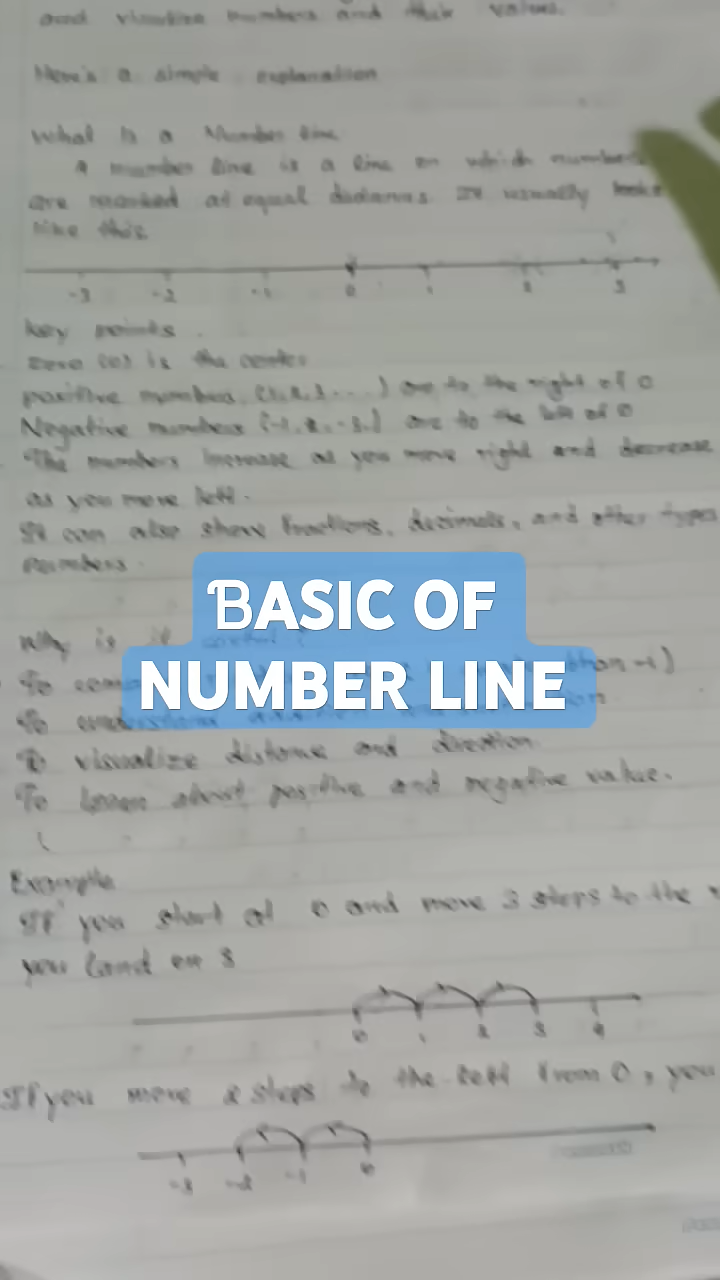 and visualize numbers and their values.
Here's a simple explanation
What is a Number line
A number line is a line on which numbers
are marked at equal distances. It usually looks
like this
-3 -2 -1 0 1 2 3
key points
zero (0) is the center
positive numbers (1, 2, 3 ...) are to the right of 0
Negative numbers (-1, 2, -3.) are to the left of 0
The numbers increase as you move right and decrease
as you move left.
It can also show fractions, decimals, and other types
numbers.
Why is it
BASIC OF
To than -1)
NUMBER LINE
To understand
To visualize distance and direction
To learn about positive and negative value.
Example
If you start at 0 and move 3 steps to the
you land on 3
0 1 2 3 4
If you move 2 steps to the left from 0, you
-3 -2 -1 0